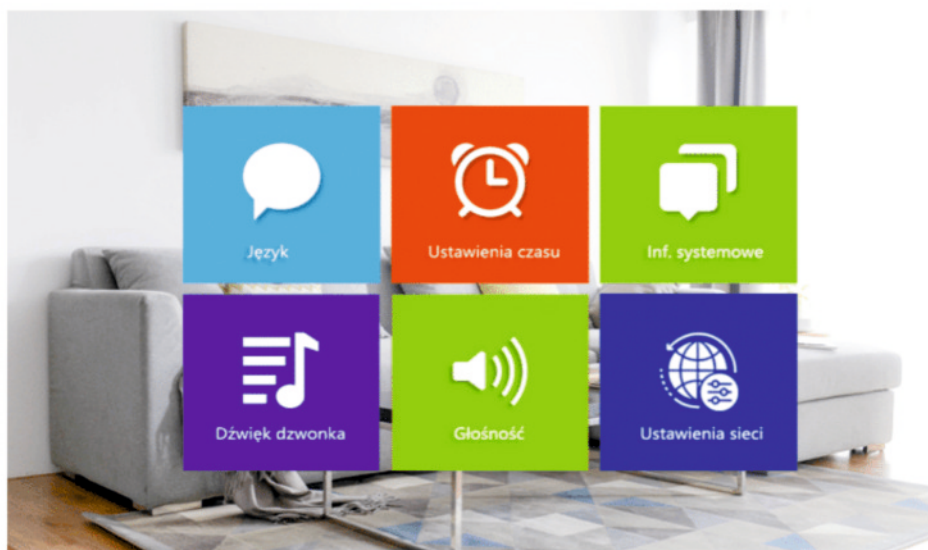 Język
Ustawienia czasu
Inf. systemowe
Dźwięk dzwonka
Głośność
Ustawienia sieci